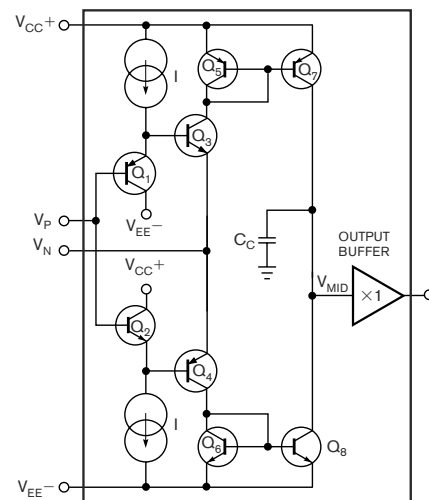 VCC+
I
Q5
Q7
Q3
Q1
VP
VEE−
VN
CC
OUTPUT
BUFFER
VCC+
VMID
×1
Q2
Q4
I
Q6
Q8
VEE−